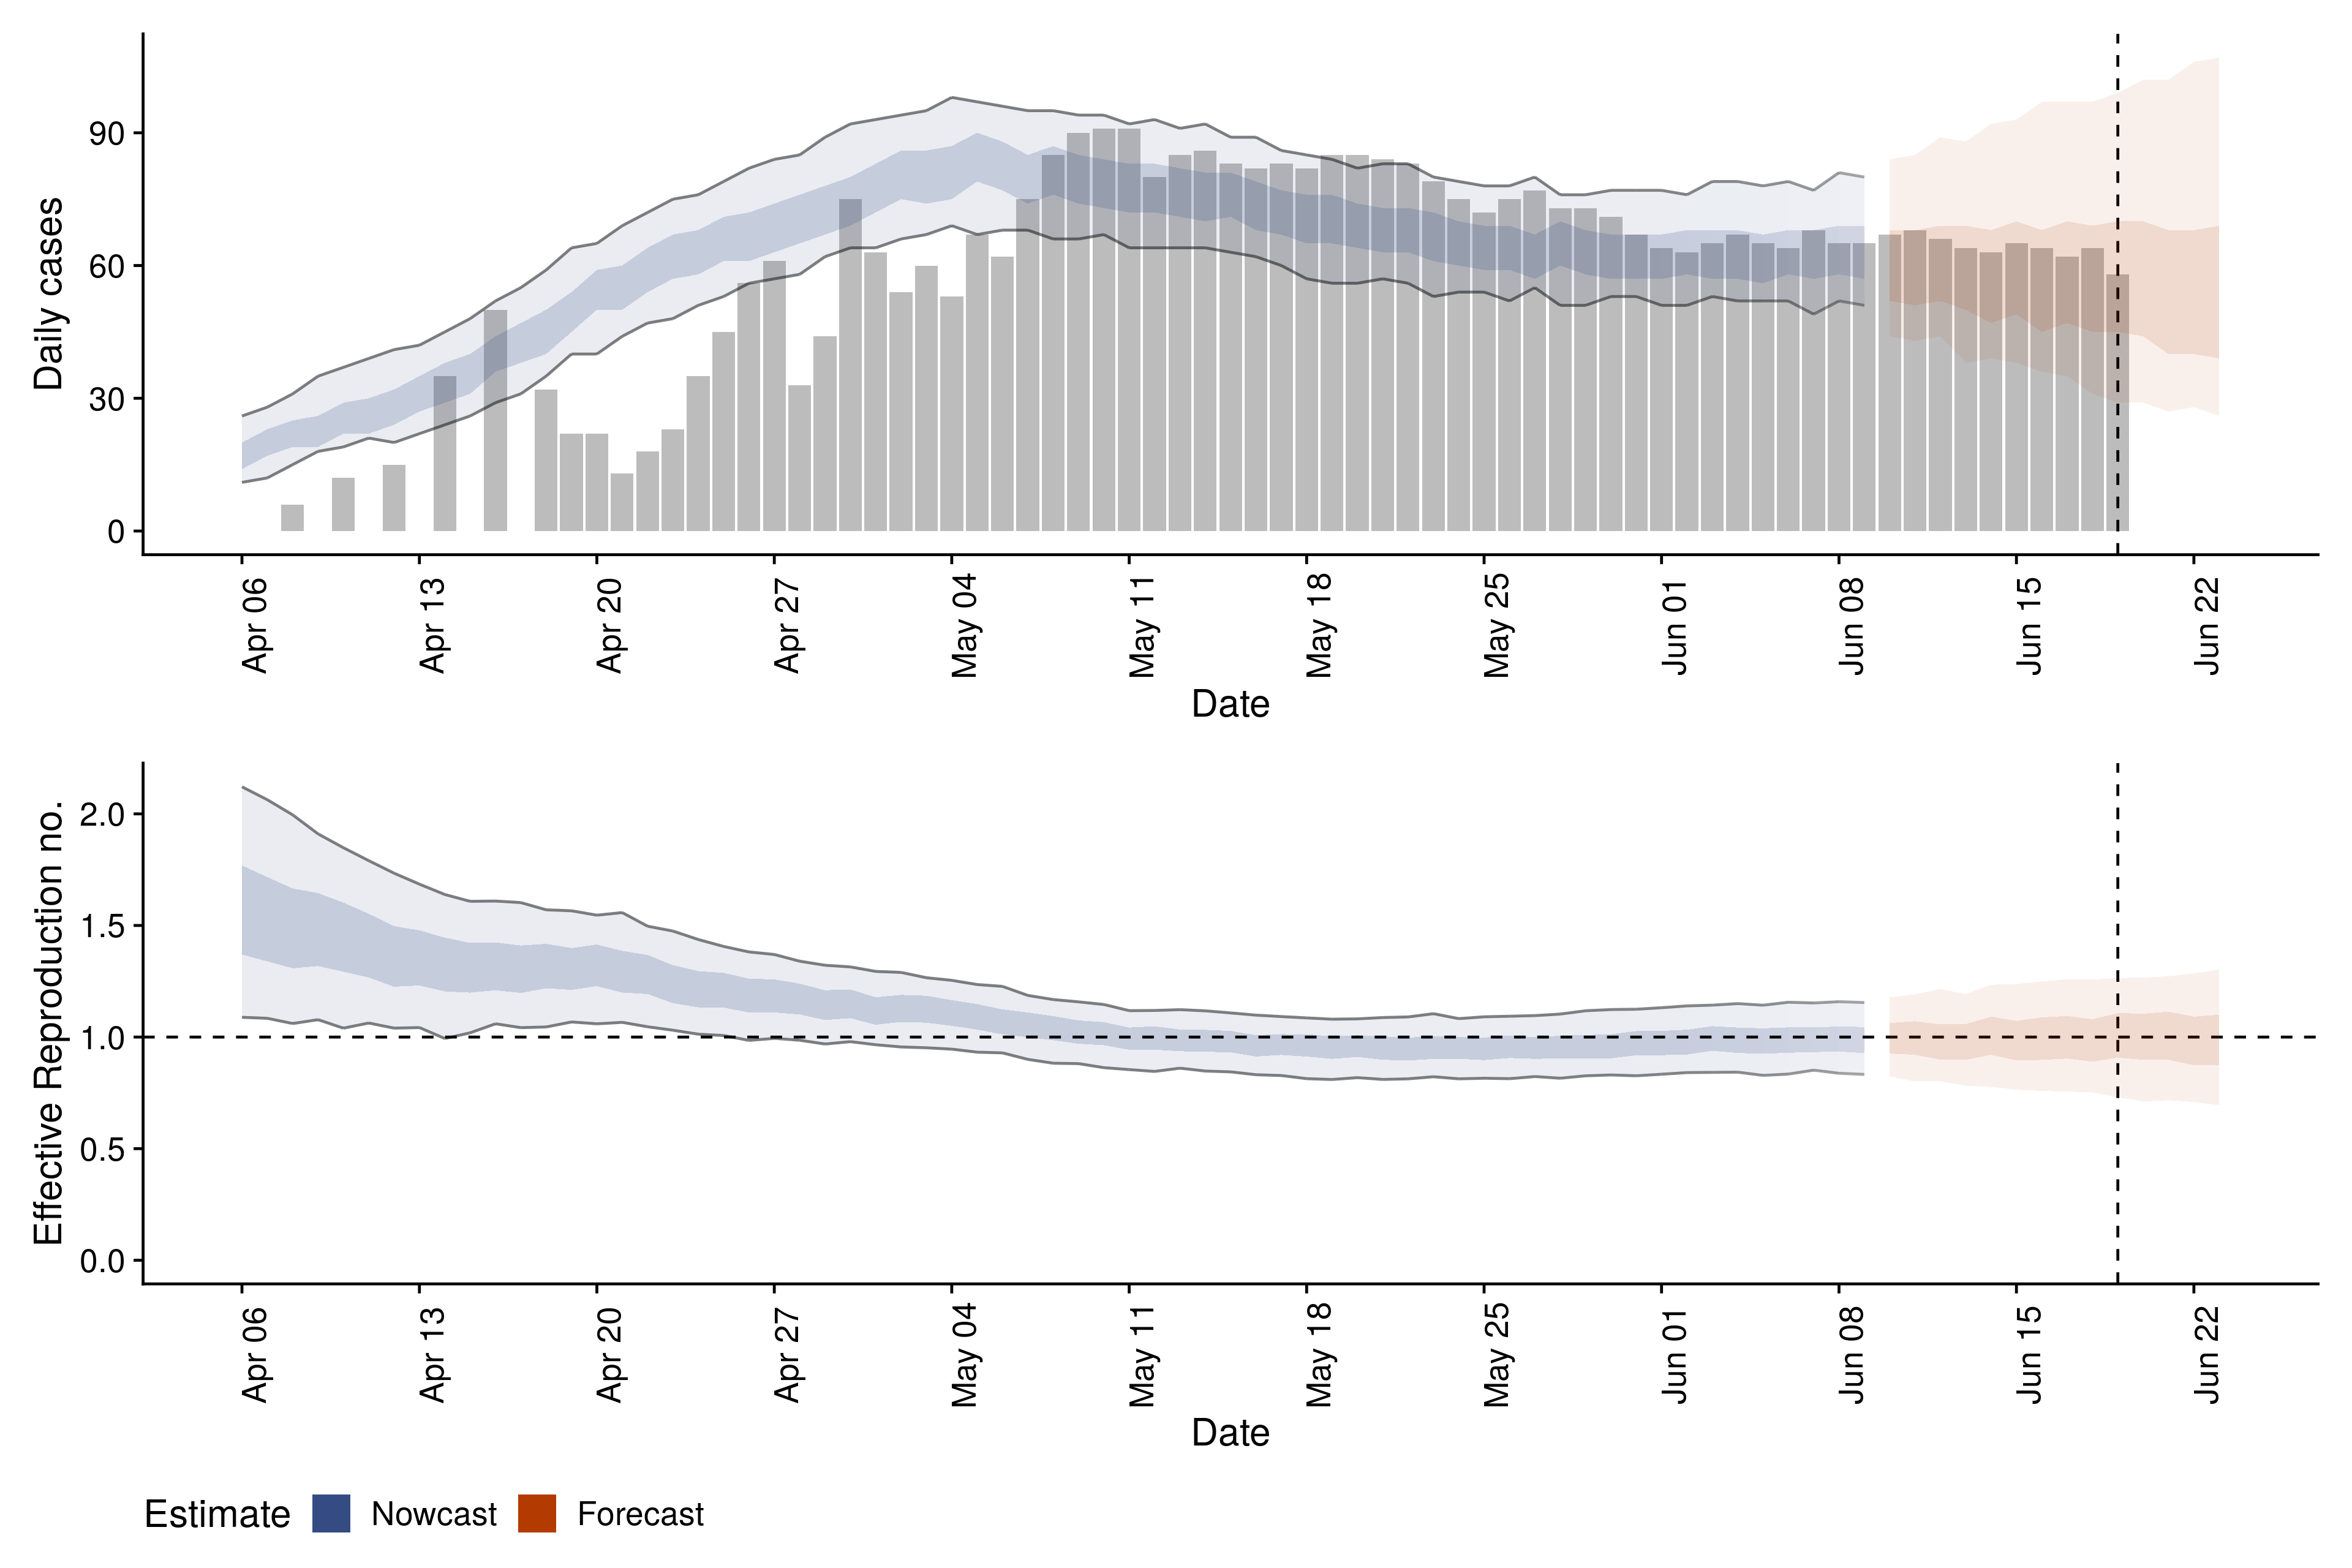 Daily cases
90
60
30
0
Apr 06
Apr 13
Apr 20
Apr 27
May 04
May 11
May 18
May 25
Jun 01
Jun 08
Jun 15
Jun 22
Date
Effective Reproduction no.
2.0
1.5
1.0
0.5
0.0
Apr 06
Apr 13
Apr 20
Apr 27
May 04
May 11
May 18
May 25
Jun 01
Jun 08
Jun 15
Jun 22
Date
Estimate Nowcast Forecast